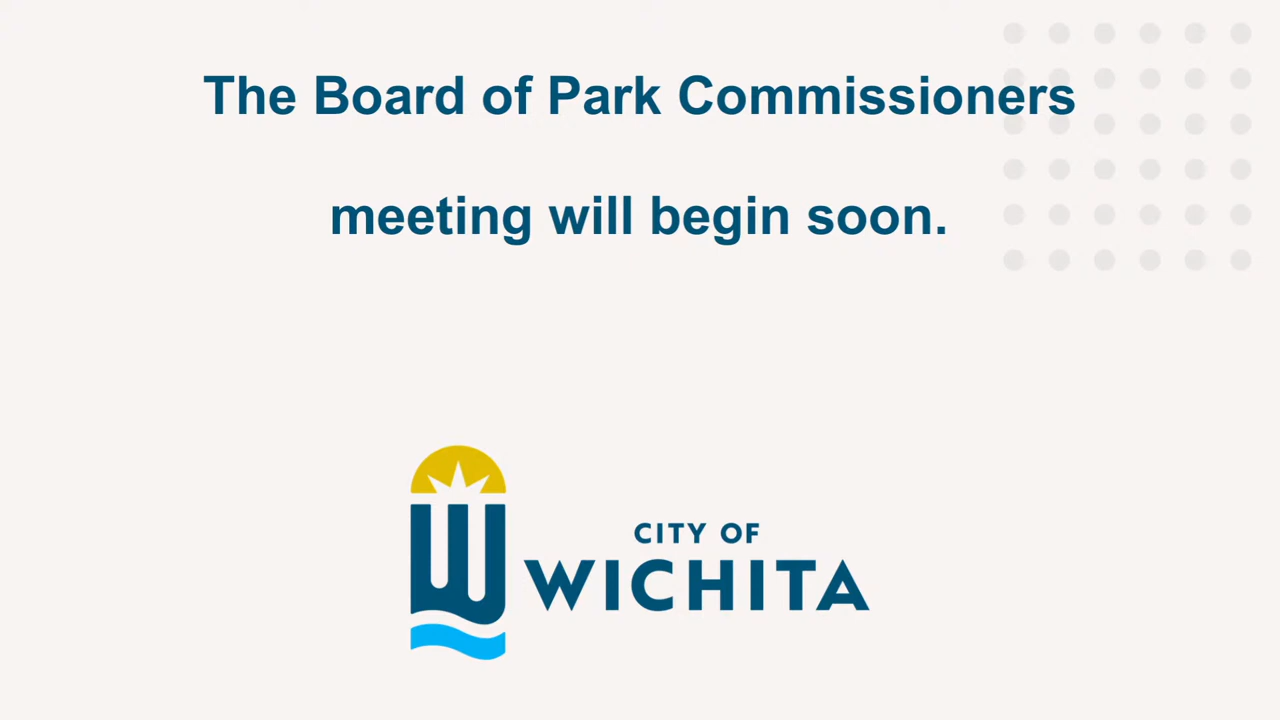 The Board of Park Commissioners
meeting will begin soon.
CITY OF
WICHITA